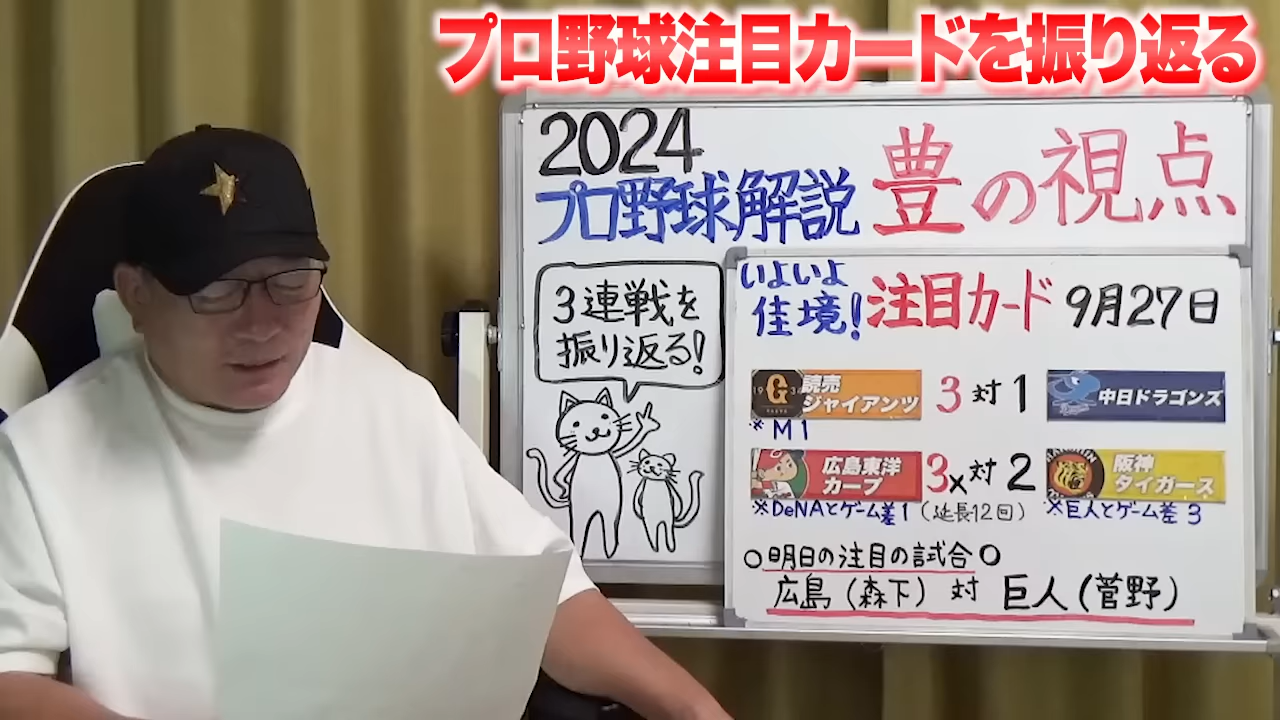 プロ野球注目カードを振り返る
2024
プロ野球解説 豊の視点
3連戦を
振り返る!
いよいよ
佳境! 注目カード 9月27日
読売
ジャイアンツ 3 対 1 中日ドラゴンズ
※M1
広島東洋
カープ 3x対 2 阪神
タイガース
※DeNAとゲーム差1(延長12回) ※巨人とゲーム差3
○明日の注目の試合○
広島(森下) 対 巨人(菅野)